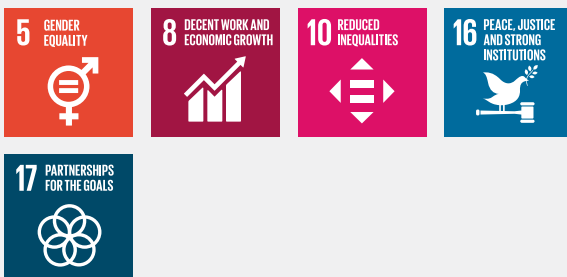 5 GENDER
EQUALITY
8 DECENT WORK AND
ECONOMIC GROWTH
10 REDUCED
INEQUALITIES
16 PEACE, JUSTICE
AND STRONG
INSTITUTIONS
17 PARTNERSHIPS
FOR THE GOALS